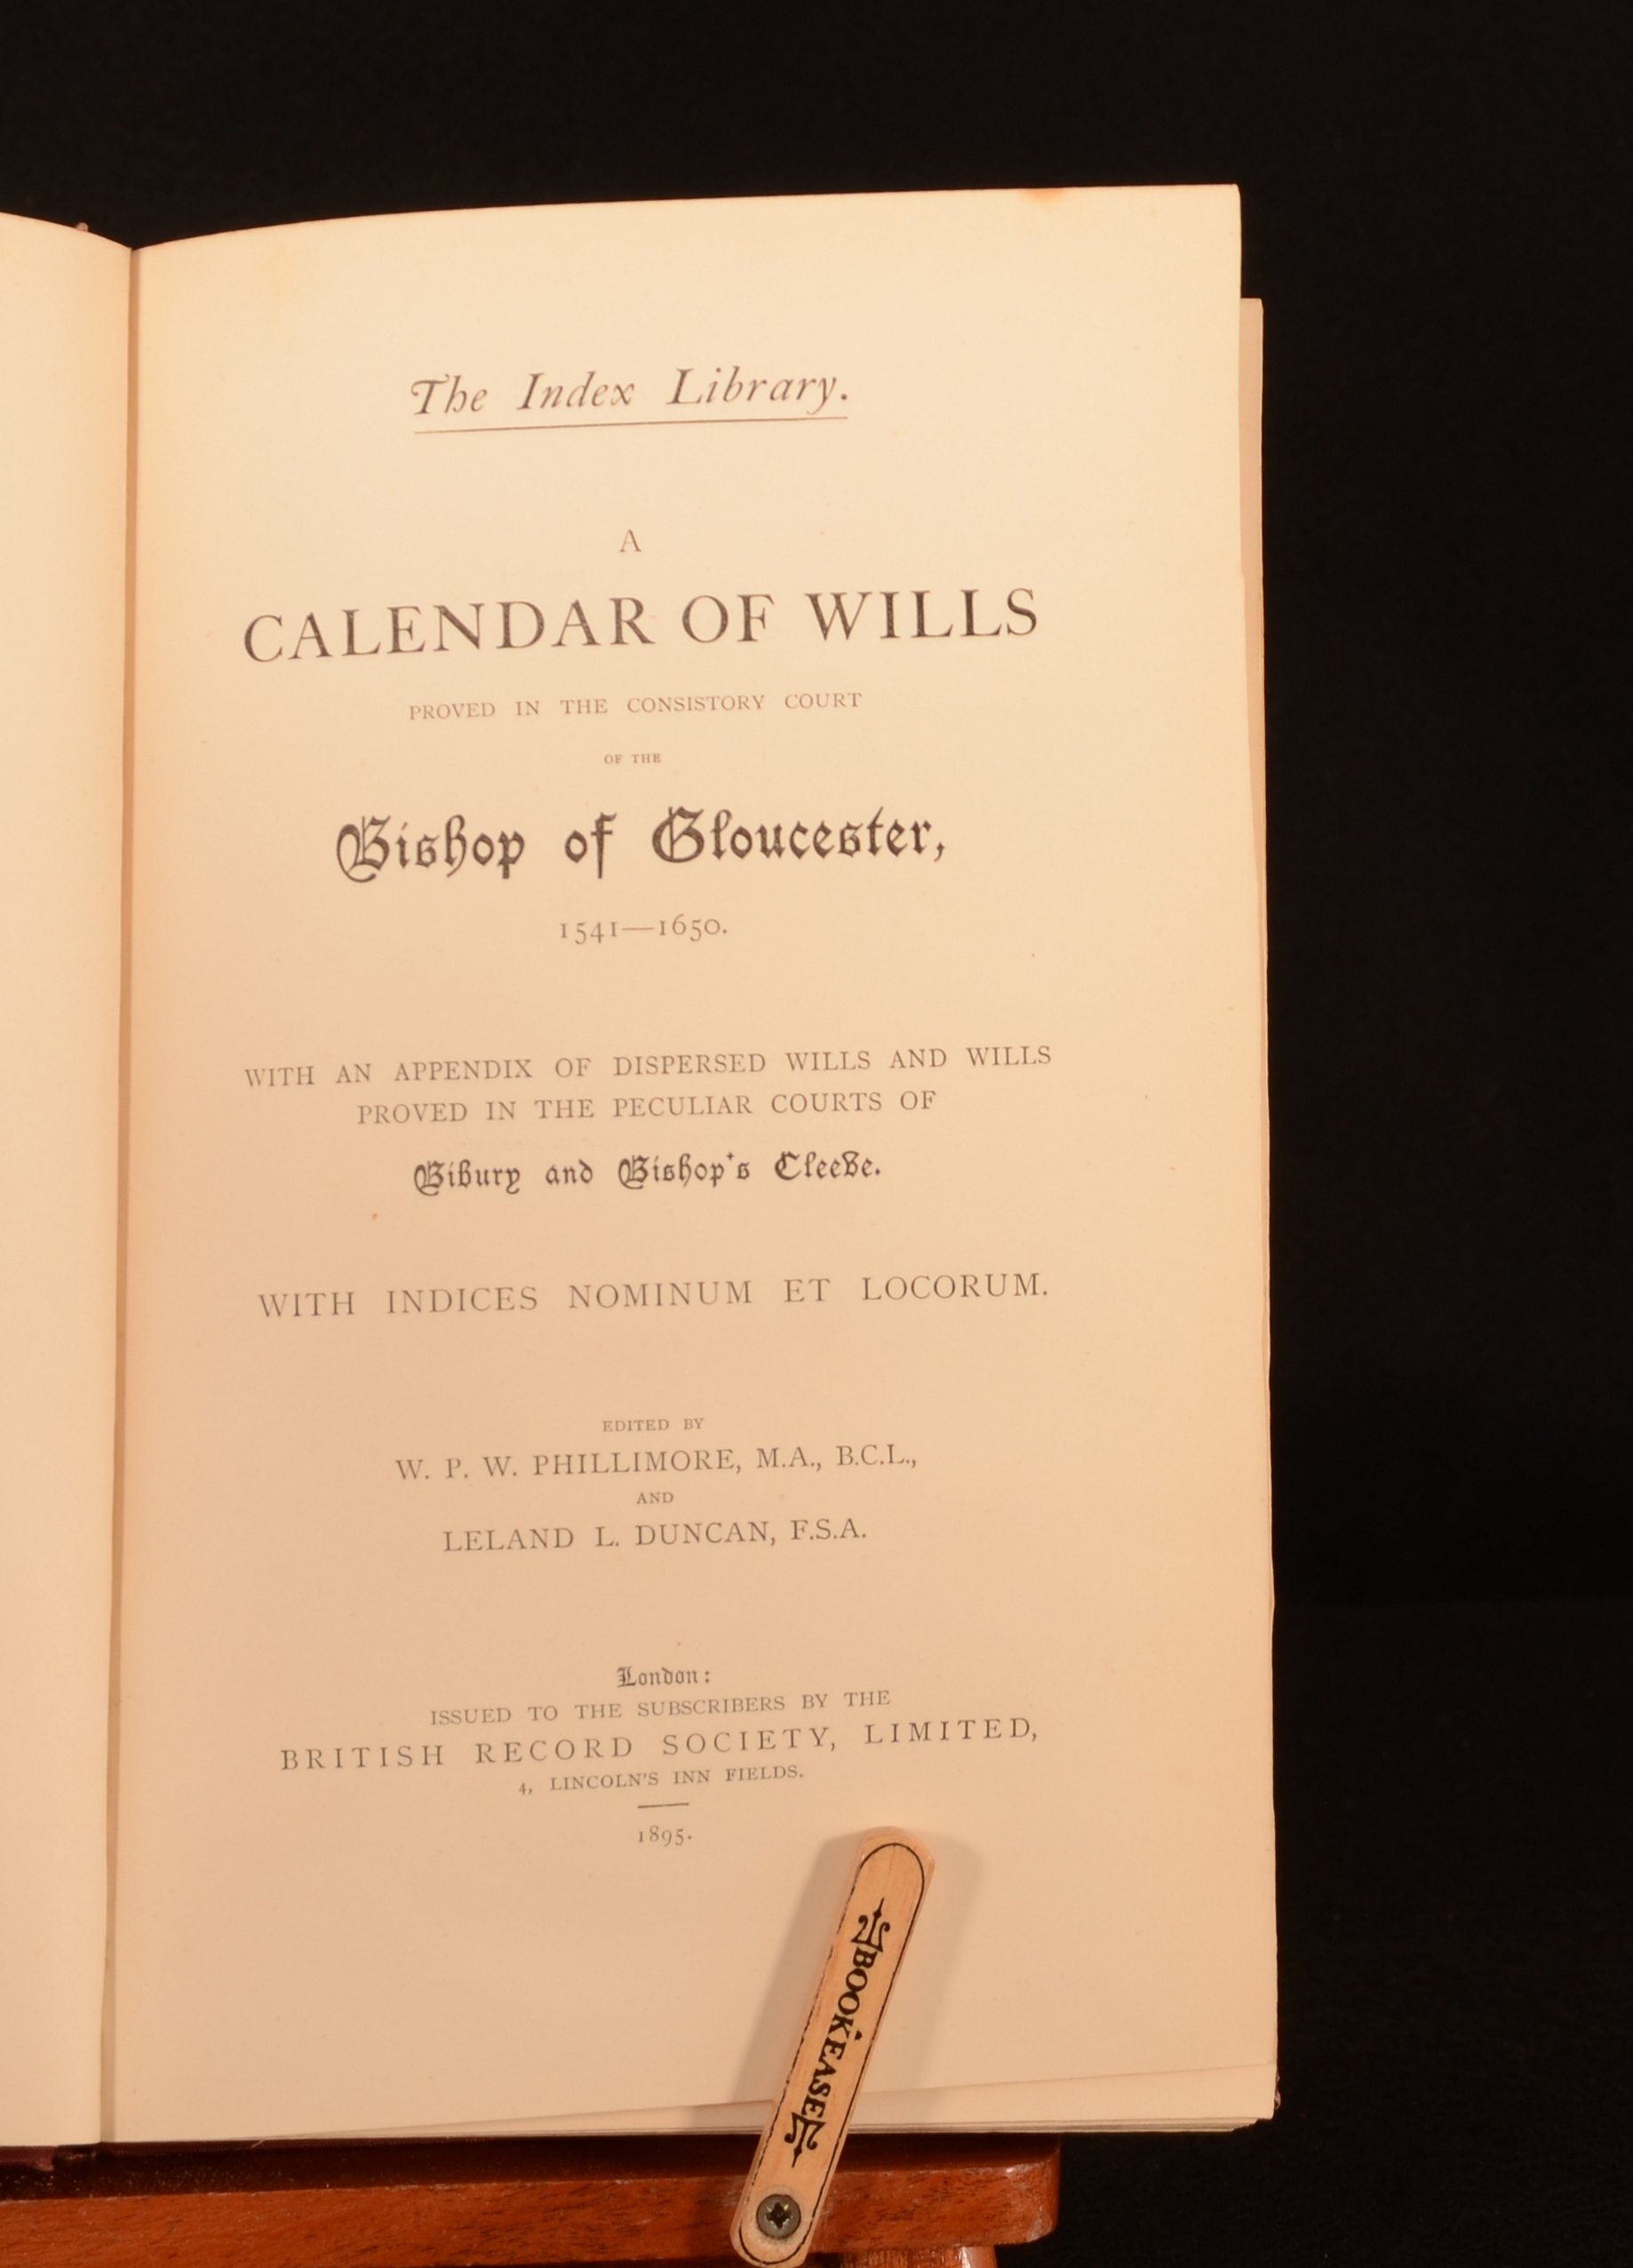 The Index Library.
A
CALENDAR OF WILLS
PROVED IN THE CONSISTORY COURT
OF THE
Bishop of Gloucester,
1541—1650.
WITH AN APPENDIX OF DISPERSED WILLS AND WILLS
PROVED IN THE PECULIAR COURTS OF
Bibury and Bishop's Cleeve.
WITH INDICES NOMINUM ET LOCORUM.
EDITED BY
W. P. W. PHILLIMORE, M.A., B.C.L.,
AND
LELAND L. DUNCAN, F.S.A.
London:
ISSUED TO THE SUBSCRIBERS BY THE
BRITISH RECORD SOCIETY, LIMITED,
4, LINCOLN'S INN FIELDS.
1895.
BOOKEASE